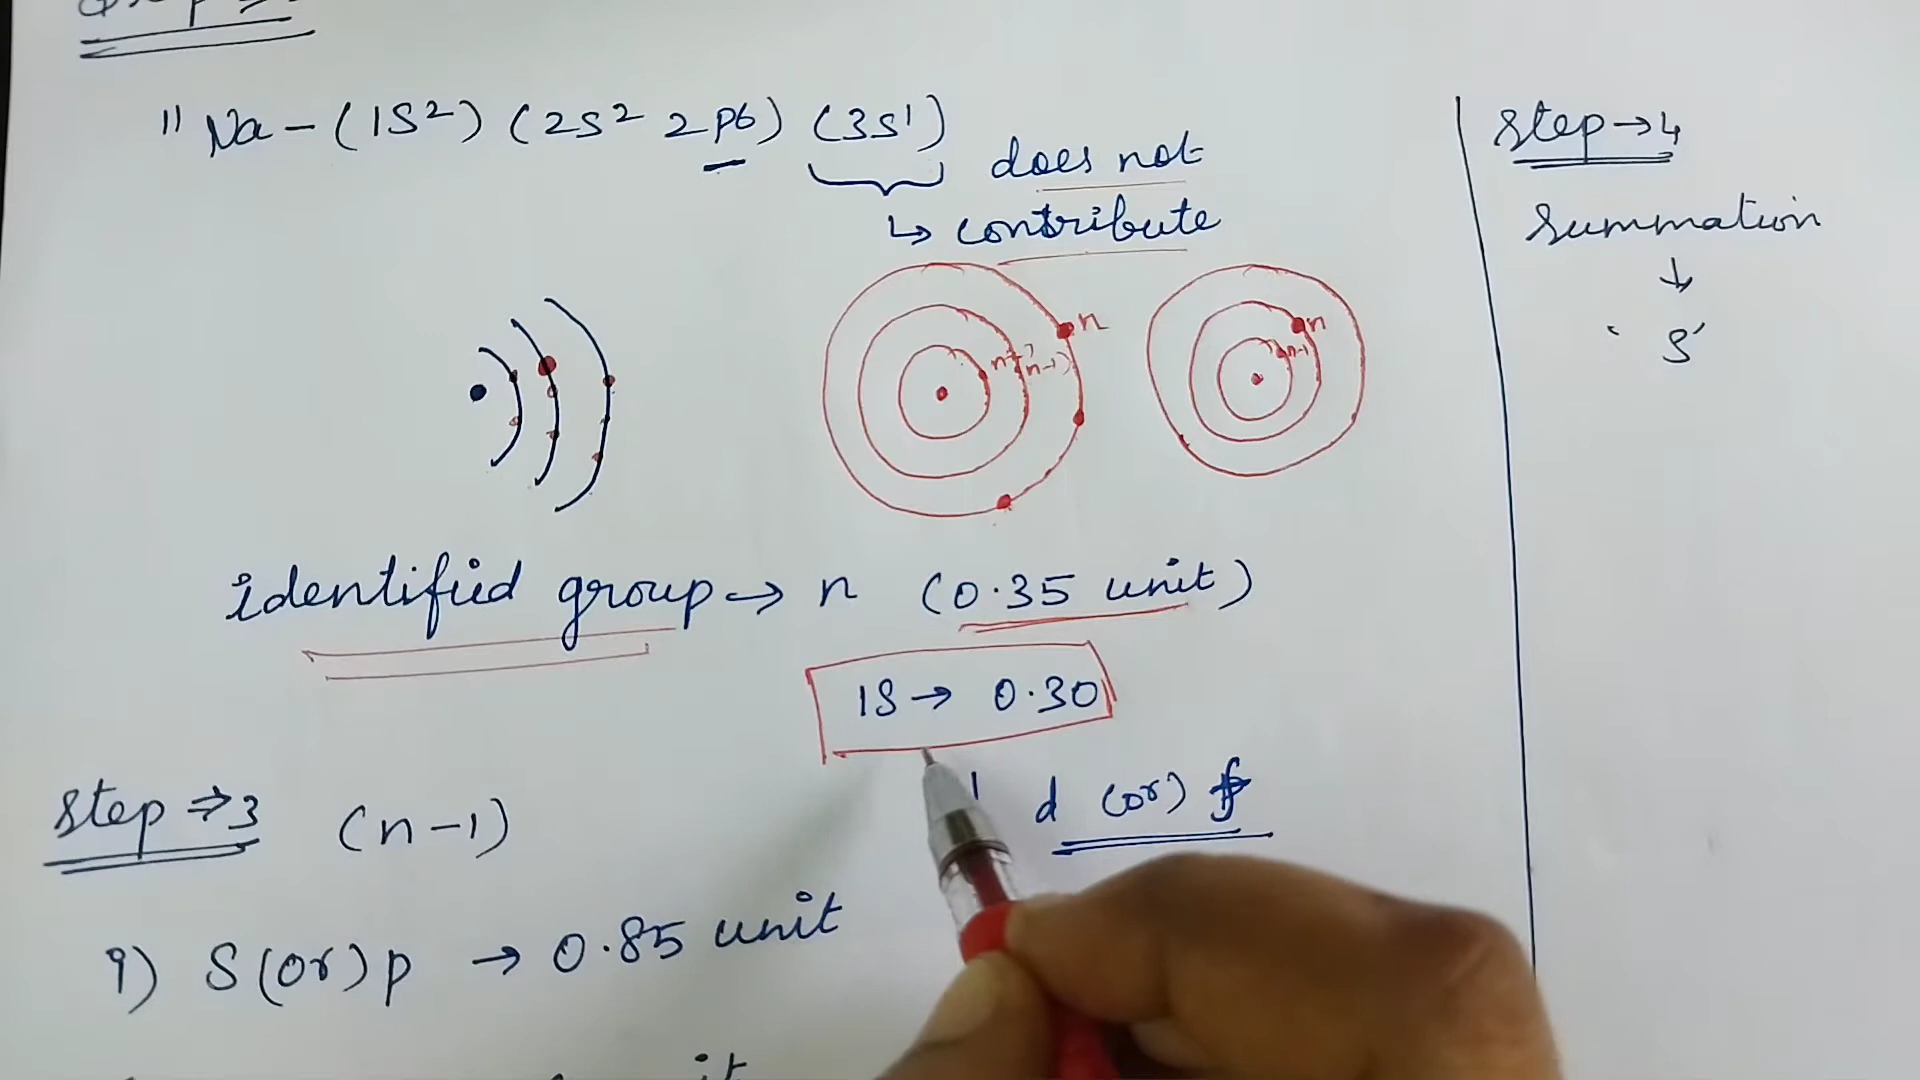 11 Na - (1S²) (2S² 2p6) (3S¹)
does not
↳ contribute
n
n-1
(n-1)
n
n-1
identified group → n (0.35 unit)
1S → 0.30
Step ⇒ 3 (n-1)
d (or) f
i) S(or) p → 0.85 unit
Step → 4
Summation
↓
'S'